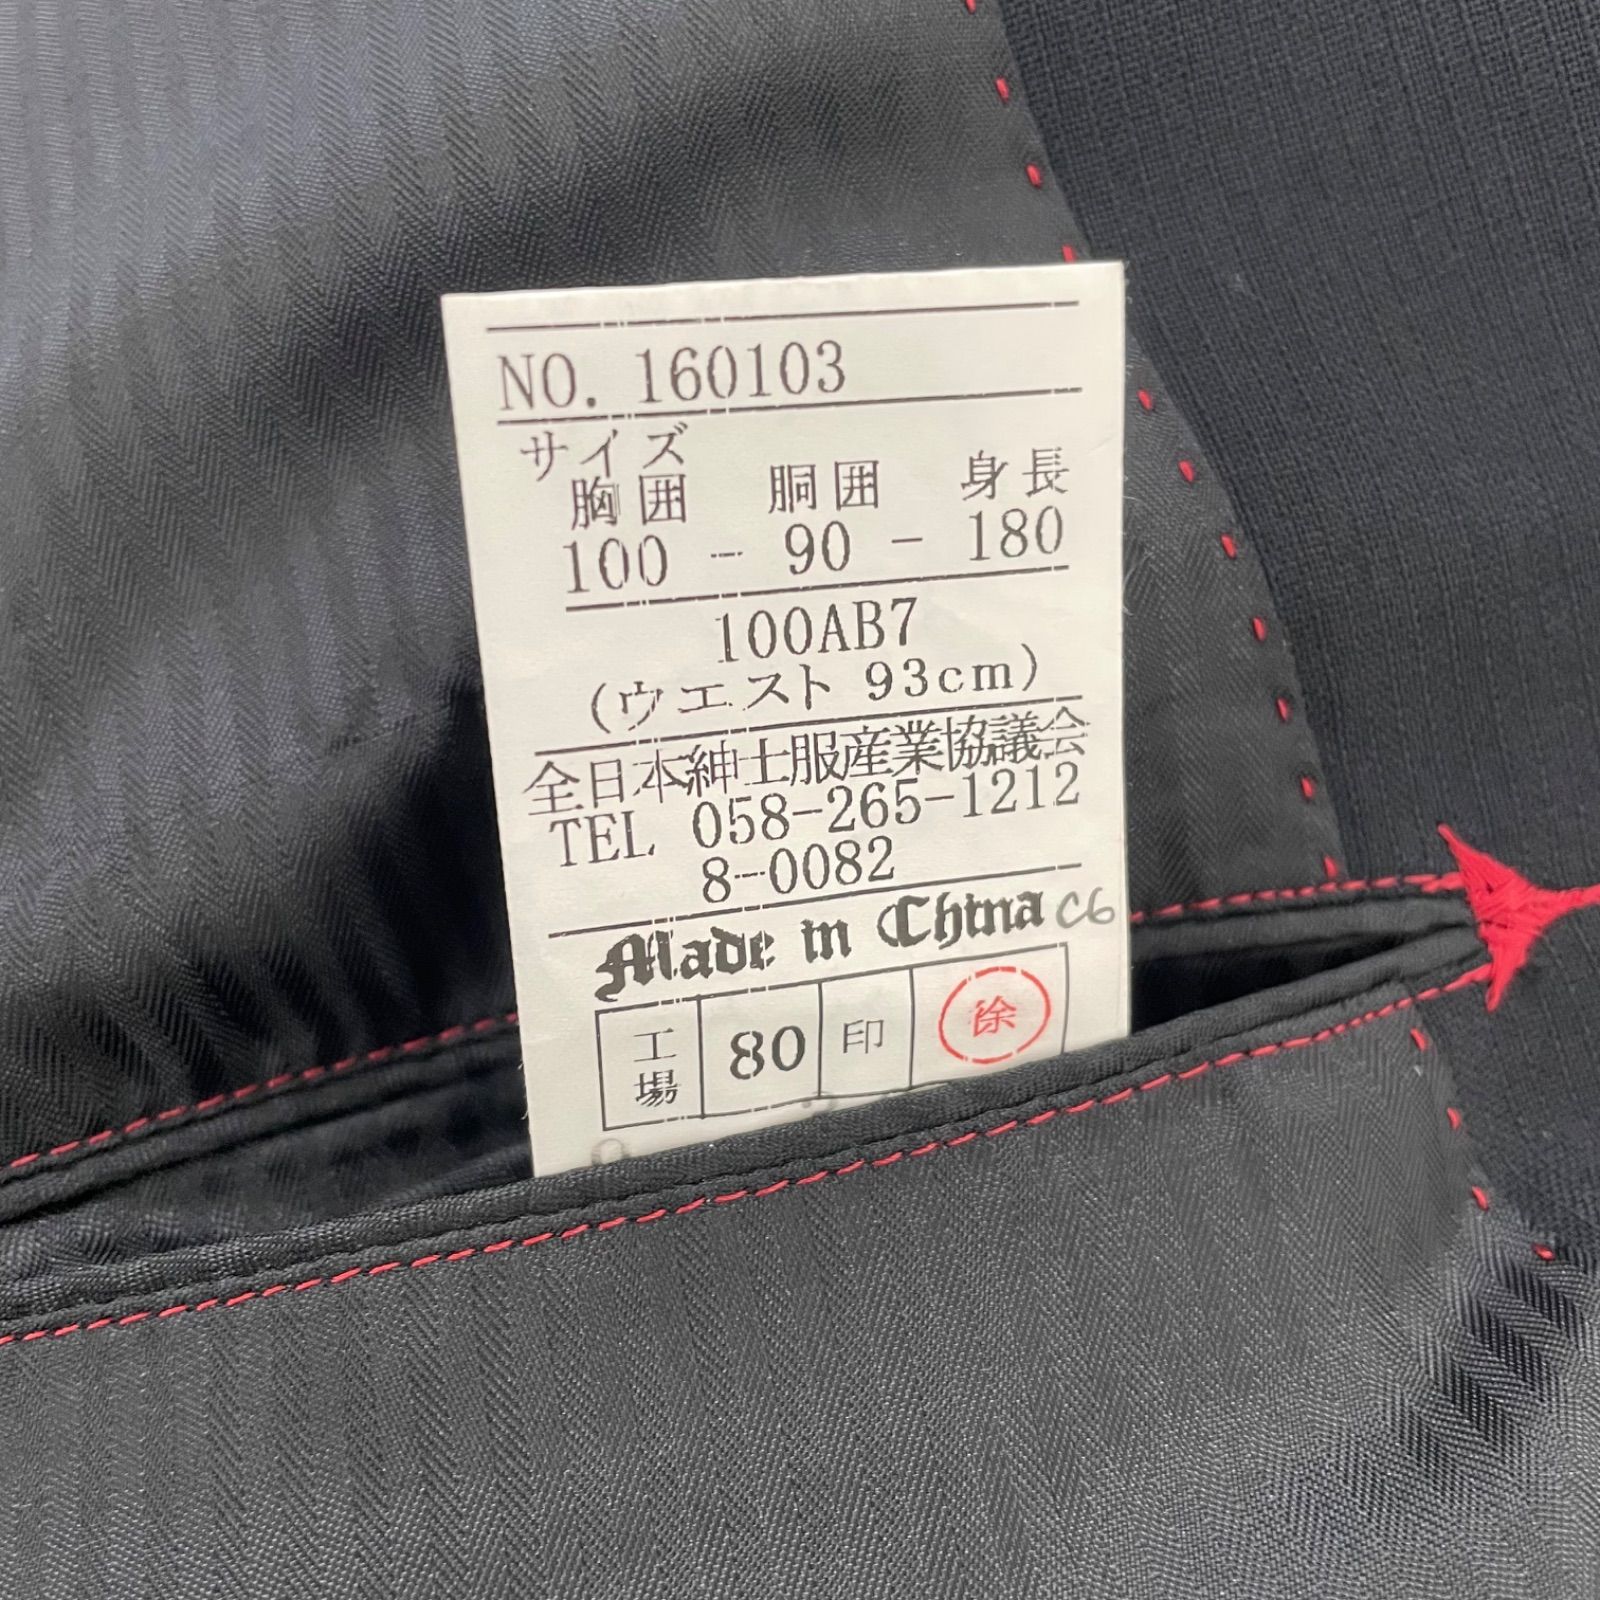 NO. 160103
サイズ
胸囲 胴囲 身長
100 - 90 - 180
100AB7
(ウエスト 93cm)
全日本紳士服産業協議会
TEL 058-265-1212
8-0082
Made in China C6
工場 80 印 徐